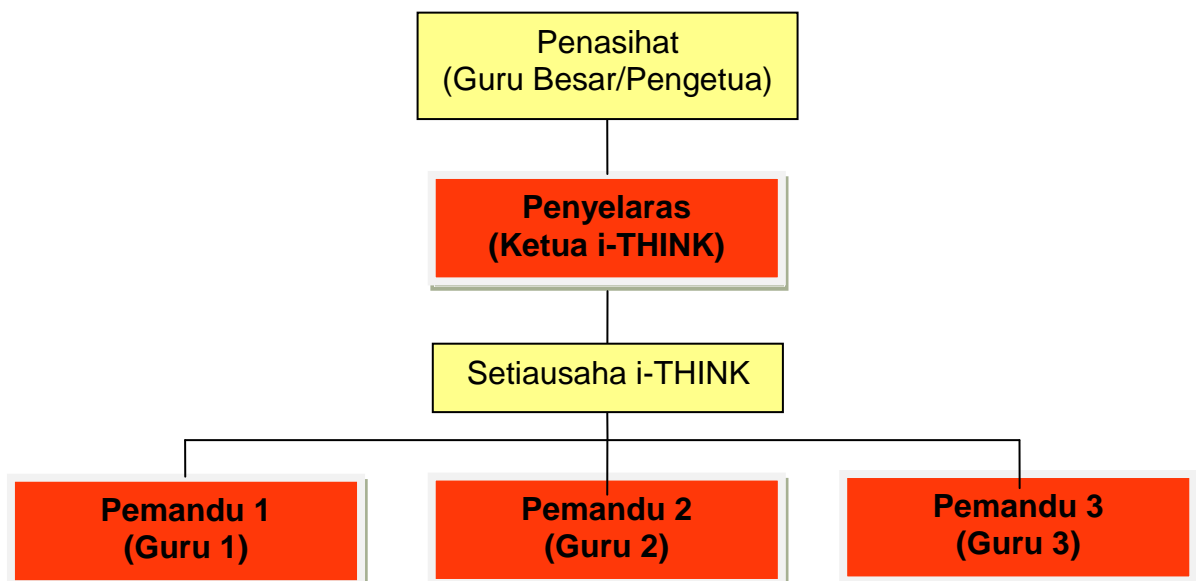 Penasihat
(Guru Besar/Pengetua)
Penyelaras
(Ketua i-THINK)
Setiausaha i-THINK
Pemandu 1
(Guru 1)
Pemandu 2
(Guru 2)
Pemandu 3
(Guru 3)